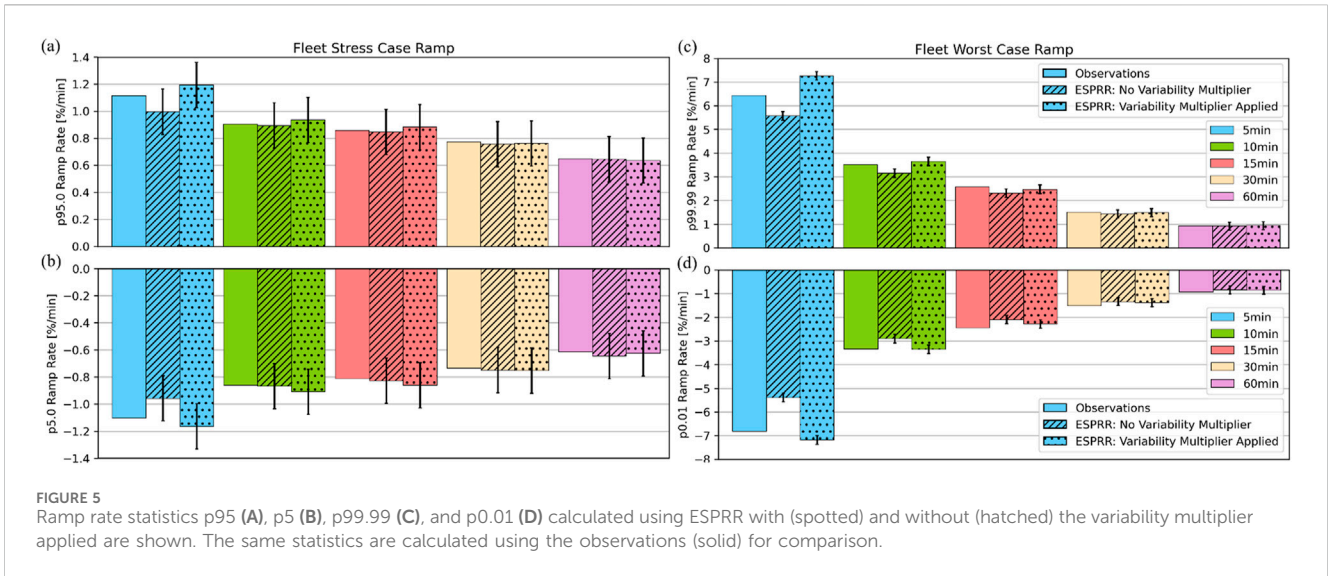 (a)
Fleet Stress Case Ramp
p95.0 Ramp Rate [%/min]
1.4
1.2
1.0
0.8
0.6
0.4
0.2
0.0
(b)
p5.0 Ramp Rate [%/min]
0.0
−0.2
−0.4
−0.6
−0.8
−1.0
−1.2
−1.4
(c)
Fleet Worst Case Ramp
p99.99 Ramp Rate [%/min]
8
7
6
5
4
3
2
1
0
Observations
ESPRR: No Variability Multiplier
ESPRR: Variability Multiplier Applied
5min
10min
15min
30min
60min
(d)
p0.01 Ramp Rate [%/min]
0
−1
−2
−3
−4
−5
−6
−7
−8
5min
10min
15min
30min
60min
Observations
ESPRR: No Variability Multiplier
ESPRR: Variability Multiplier Applied
FIGURE 5
Ramp rate statistics p95 (A), p5 (B), p99.99 (C), and p0.01 (D) calculated using ESPRR with (spotted) and without (hatched) the variability multiplier
applied are shown. The same statistics are calculated using the observations (solid) for comparison.